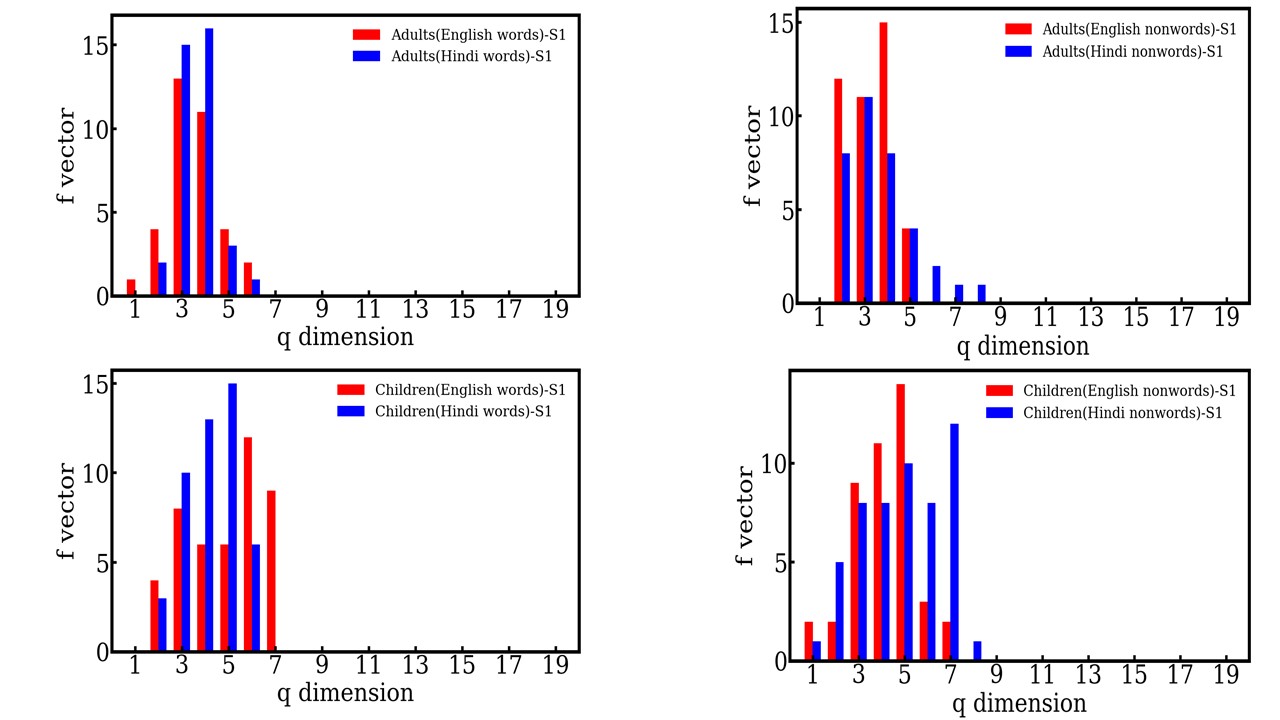 Adults(English words)-S1
Adults(Hindi words)-S1
f vector
15
10
5
0
1 3 5 7 9 11 13 15 17 19
q dimension
Adults(English nonwords)-S1
Adults(Hindi nonwords)-S1
f vector
15
10
5
0
1 3 5 7 9 11 13 15 17 19
q dimension
Children(English words)-S1
Children(Hindi words)-S1
f vector
15
10
5
0
1 3 5 7 9 11 13 15 17 19
q dimension
Children(English nonwords)-S1
Children(Hindi nonwords)-S1
f vector
10
5
0
1 3 5 7 9 11 13 15 17 19
q dimension